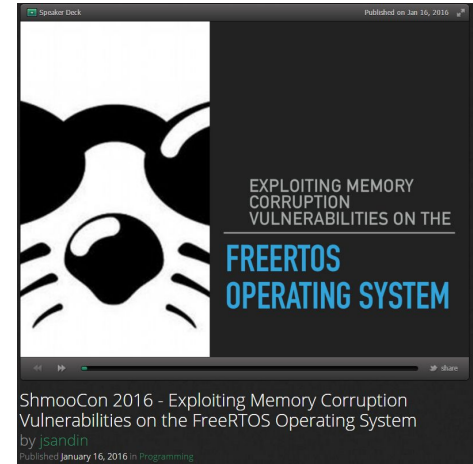 Speaker Deck Published on Jan 16, 2016
EXPLOITING MEMORY
CORRUPTION
VULNERABILITIES ON THE
FREERTOS
OPERATING SYSTEM
share
ShmooCon 2016 - Exploiting Memory Corruption
Vulnerabilities on the FreeRTOS Operating System
by jsandin
Published January 16, 2016 in Programming